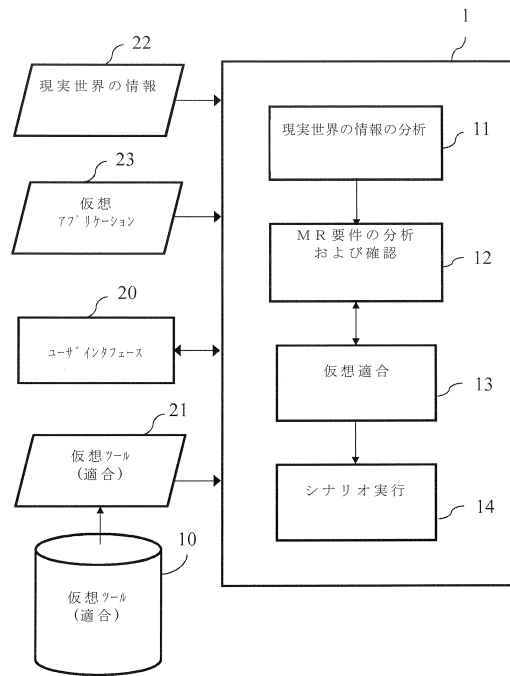 1
22
現実世界の情報
23
仮想
アプリケーション
20
ユーザインタフェース
21
仮想ツール
(適合)
10
仮想ツール
(適合)
現実世界の情報の分析
11
MR要件の分析
および確認
12
仮想適合
13
シナリオ実行
14